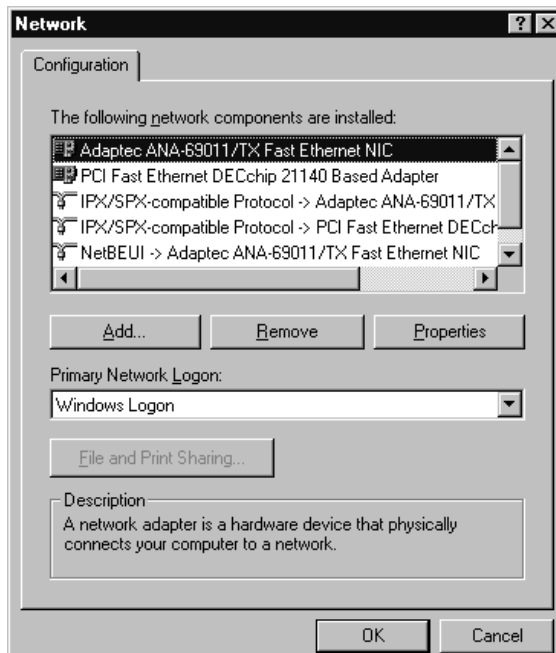 Network
Configuration
The following network components are installed:
Adaptec ANA-69011/TX Fast Ethernet NIC
PCI Fast Ethernet DECchip 21140 Based Adapter
IPX/SPX-compatible Protocol -> Adaptec ANA-69011/TX
IPX/SPX-compatible Protocol -> PCI Fast Ethernet DECch
NetBEUI -> Adaptec ANA-69011/TX Fast Ethernet NIC
Add... Remove Properties
Primary Network Logon:
Windows Logon
File and Print Sharing...
Description
A network adapter is a hardware device that physically
connects your computer to a network.
OK Cancel